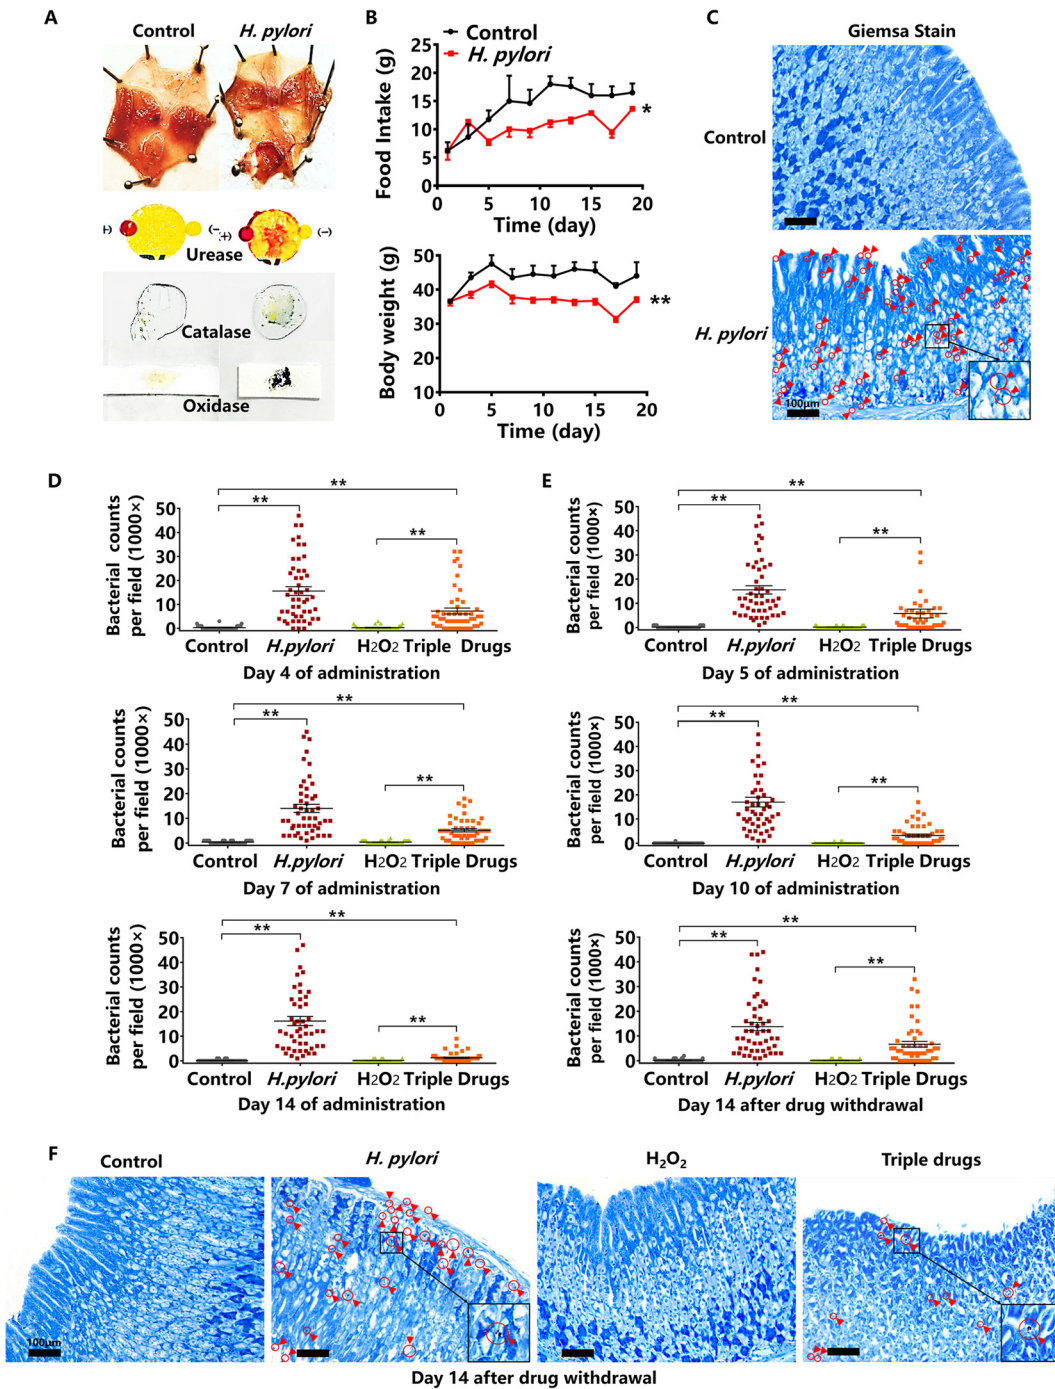 A
Control
H. pylori
(+)
(-)
(+)
(-)
Urease
Catalase
Oxidase
B
Control
H. pylori
Food Intake (g)
25
20
15
10
5
0
0
5
10
15
20
*
Time (day)
Body weight (g)
50
40
30
20
10
0
5
10
15
20
**
Time (day)
C
Giemsa Stain
Control
H. pylori
100μm
D
Bacterial counts
per field (1000×)
50
40
30
20
10
0
**
**
**
Control
H.pylori
H2O2
Triple Drugs
Day 4 of administration
Bacterial counts
per field (1000×)
50
40
30
20
10
0
**
**
**
Control
H.pylori
H2O2
Triple Drugs
Day 7 of administration
Bacterial counts
per field (1000×)
50
40
30
20
10
0
**
**
**
Control
H.pylori
H2O2
Triple Drugs
Day 14 of administration
E
Bacterial counts
per field (1000×)
50
40
30
20
10
0
**
**
**
Control
H.pylori
H2O2
Triple Drugs
Day 5 of administration
Bacterial counts
per field (1000×)
50
40
30
20
10
0
**
**
**
Control
H.pylori
H2O2
Triple Drugs
Day 10 of administration
Bacterial counts
per field (1000×)
50
40
30
20
10
0
**
**
**
Control
H.pylori
H2O2
Triple Drugs
Day 14 after drug withdrawal
F
Control
H. pylori
H₂O₂
Triple drugs
100μm
Day 14 after drug withdrawal